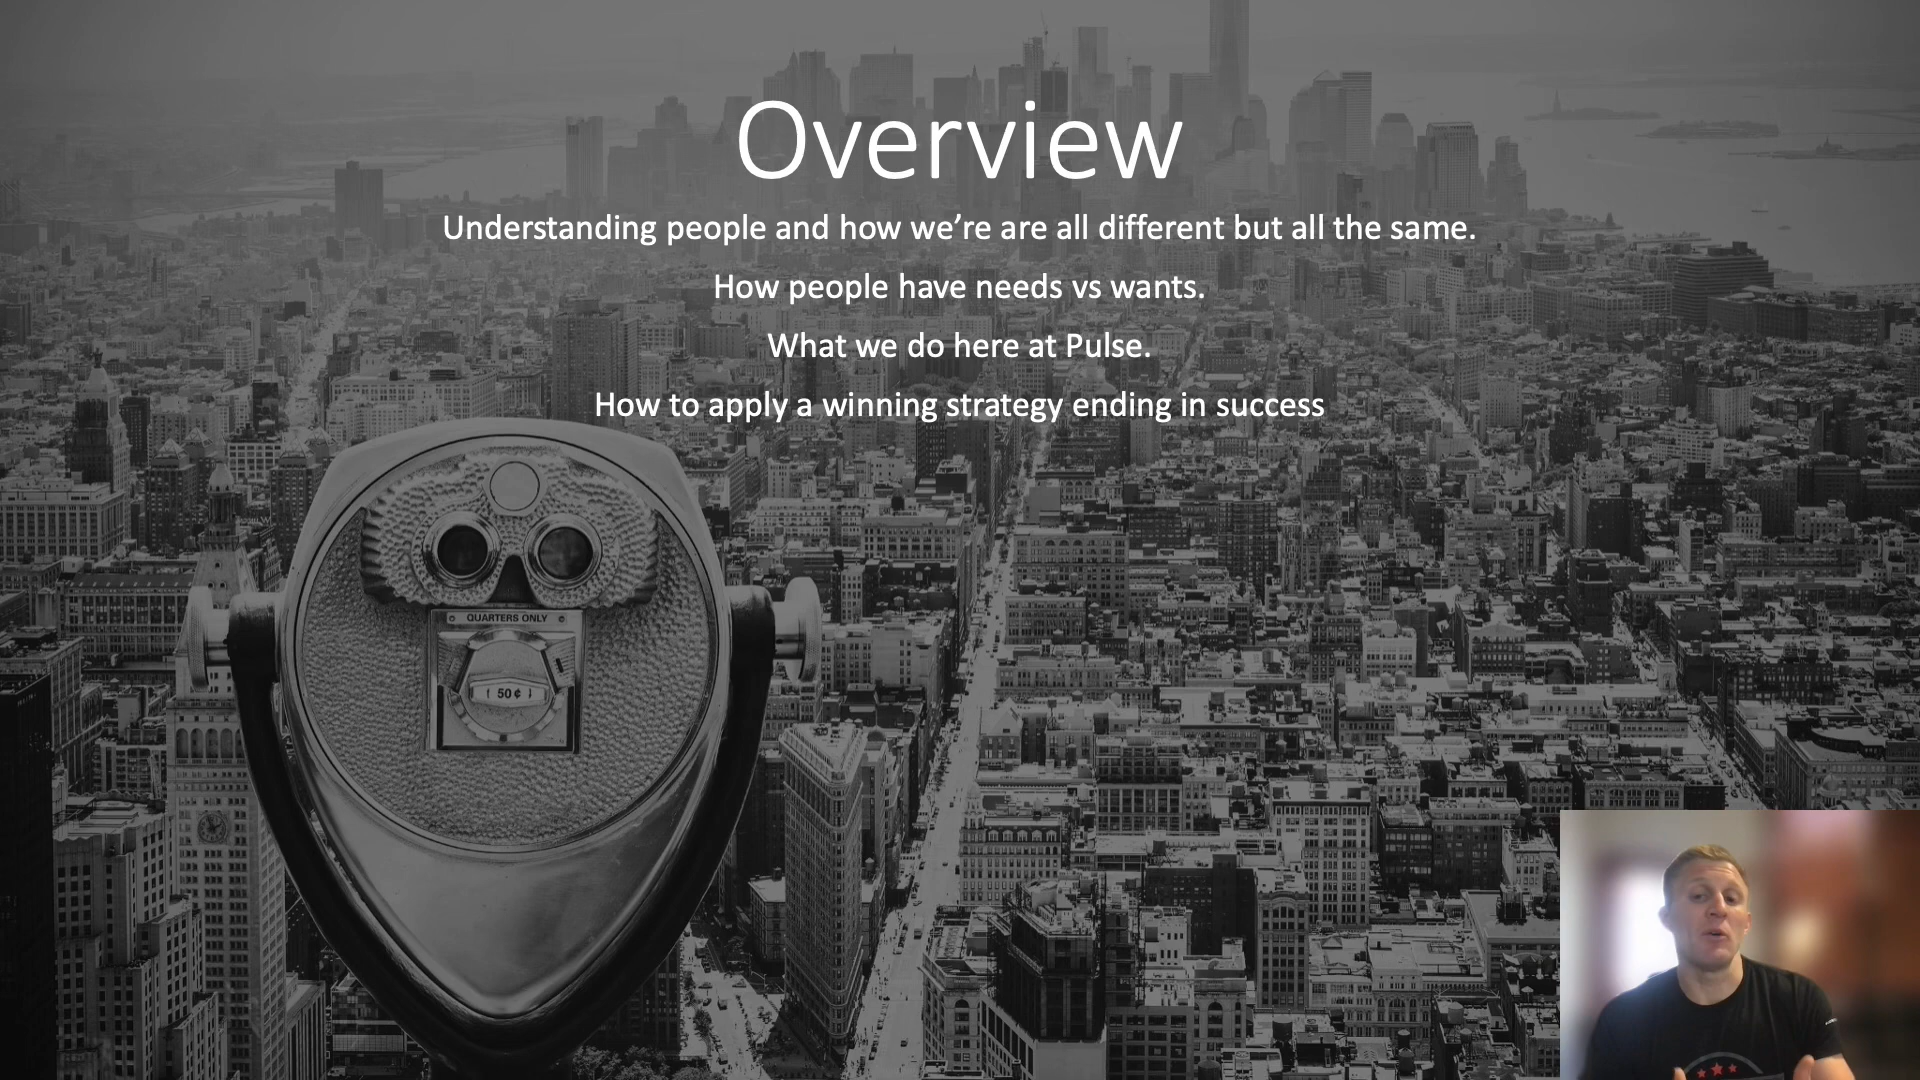 Overview
Understanding people and how we’re are all different but all the same.
How people have needs vs wants.
What we do here at Pulse.
How to apply a winning strategy ending in success
QUARTERS ONLY
50¢